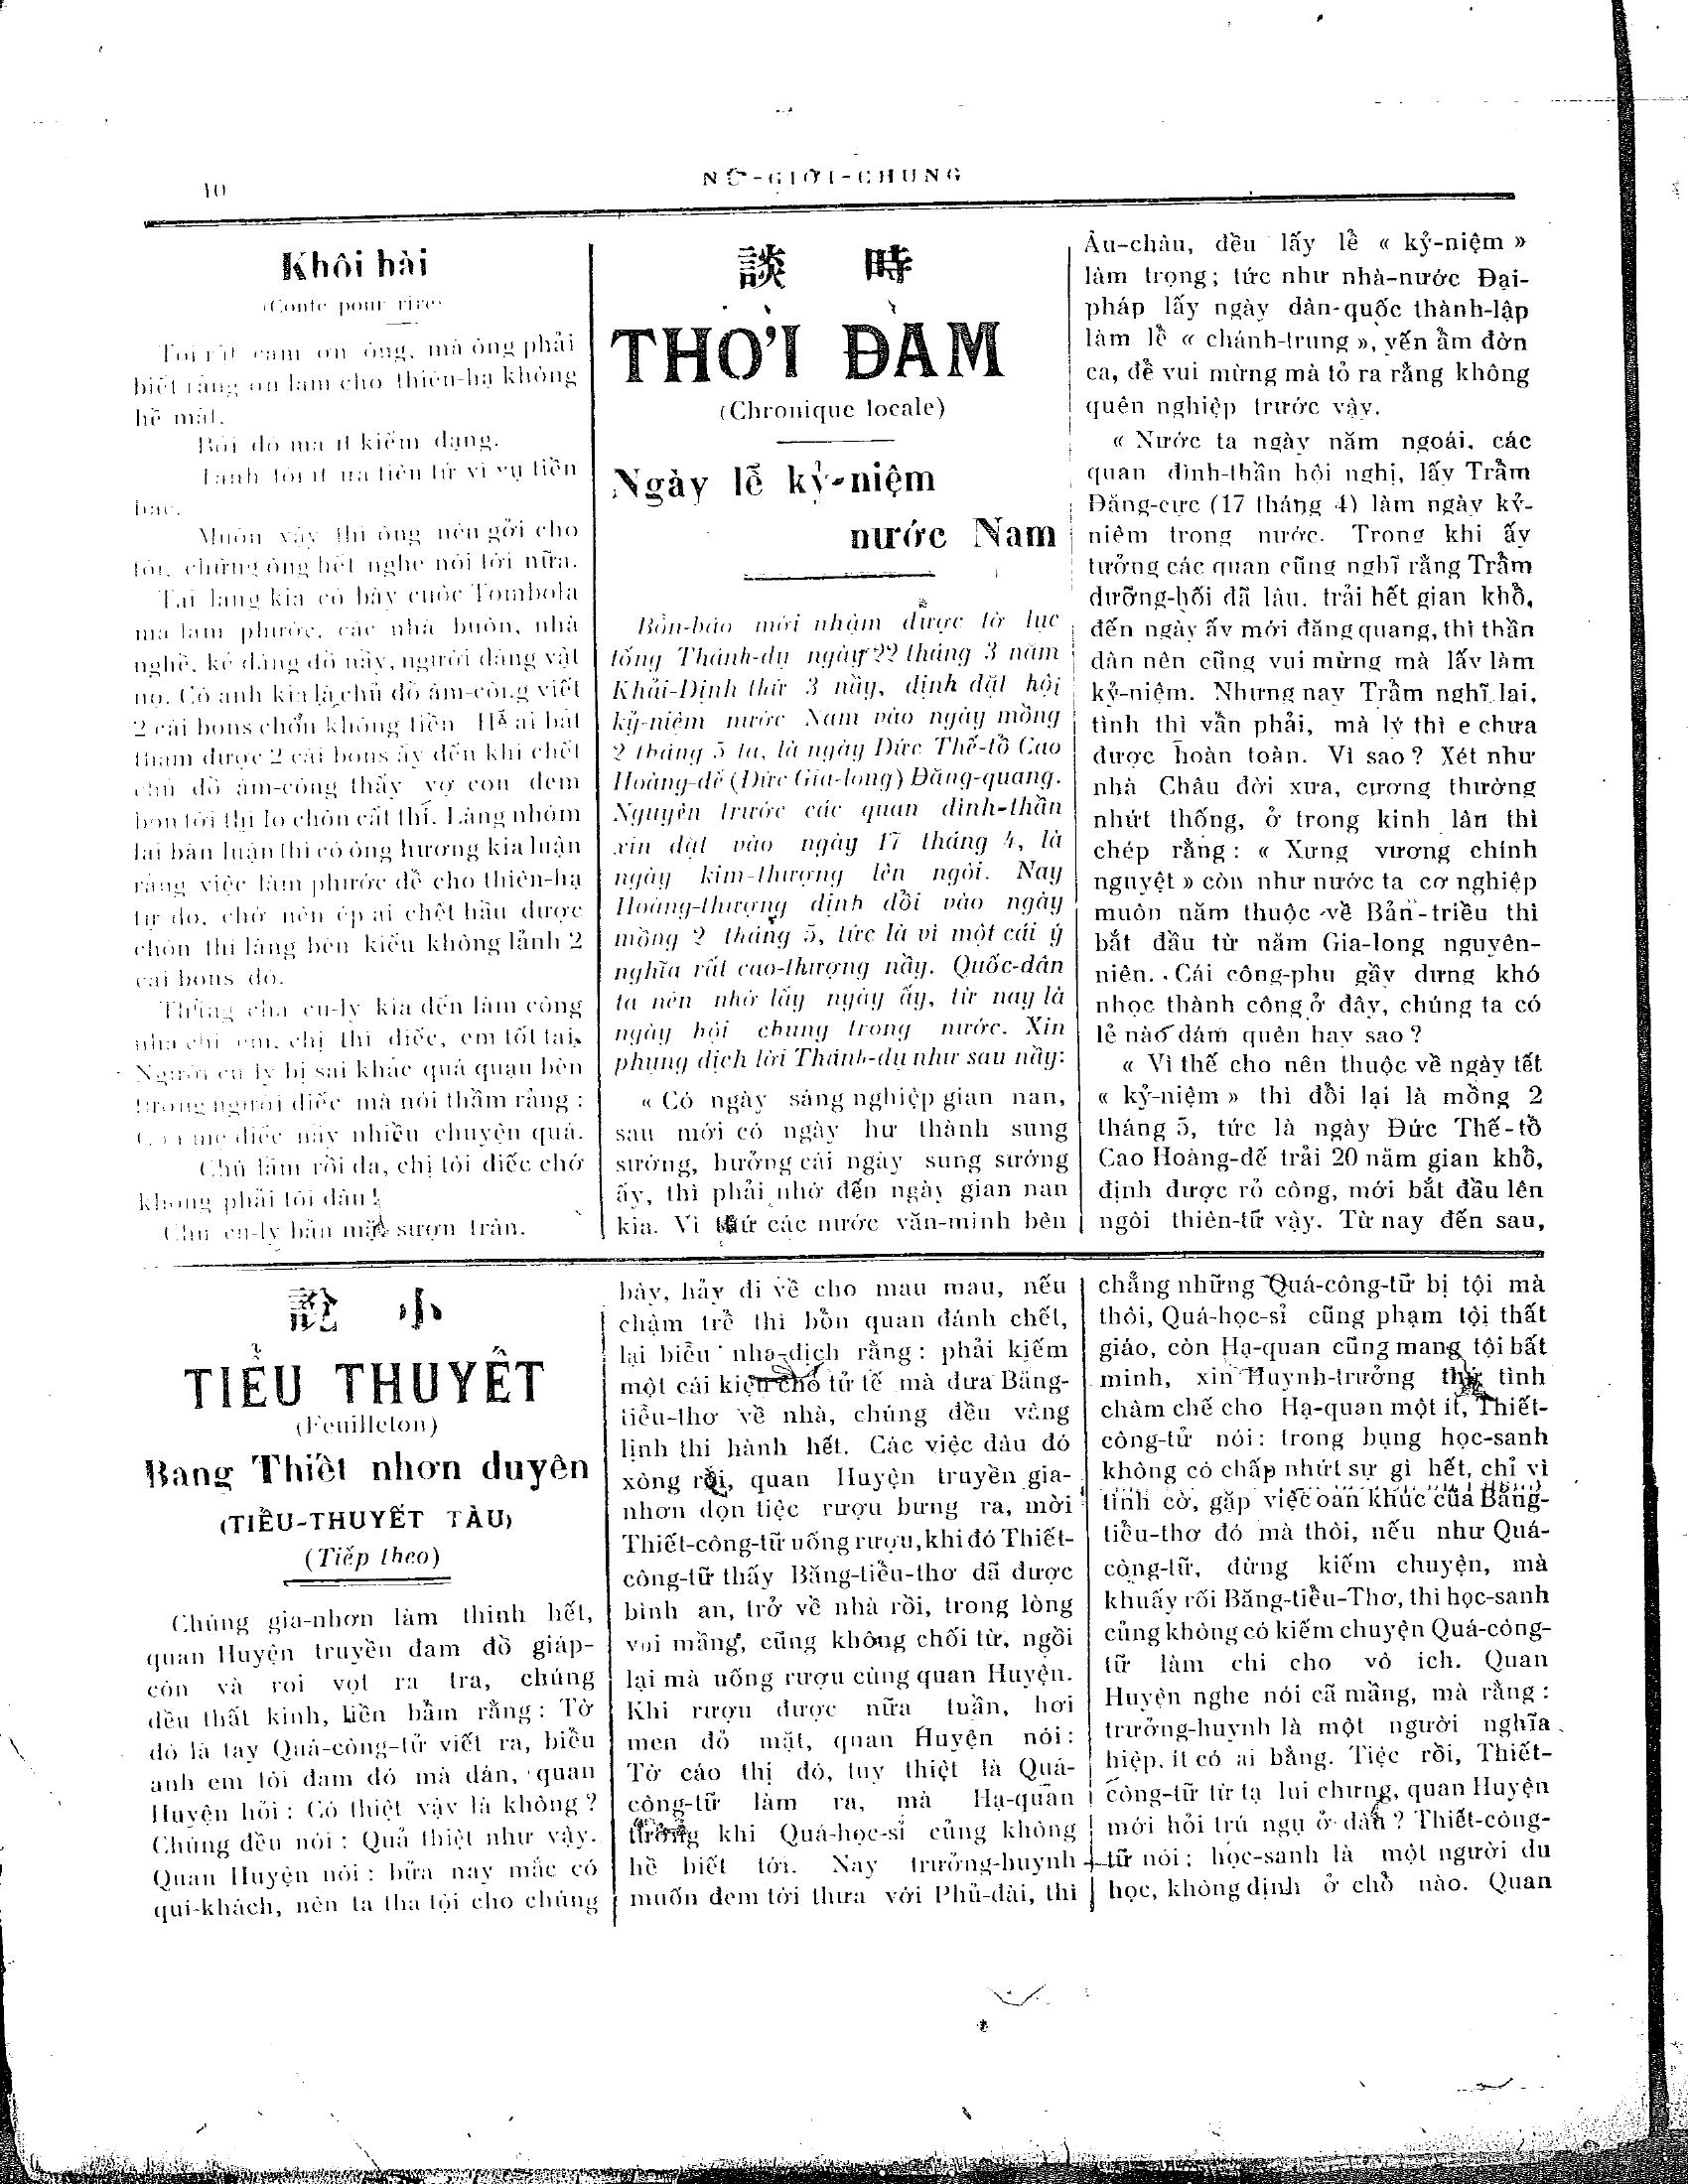 10
NỮ-GIỚI-CHUNG
Khôi hài
(Conte pour rire)
Tôi rất cám ơn ông, mà ông phải
biết rằng ơn làm cho thiên-hạ không
hề mất.
Bởi đó mà ít kiếm dạng.
Tánh tôi ít ưa tiên tử vì vụ tiền
bạc.
Muốn vậy thì ông nên gởi cho
tôi, chừng ông hết nghe nói tới nữa.
Tại làng kia có bày cuộc Tombola
mà làm phước, các nhà buôn, nhà
nghề, kẻ dâng đồ nầy, người dâng vật
nọ. Có anh kia là chủ đồ âm-công viết
2 cái bons chôn không tiền. Hễ ai bắt
thăm được 2 cái bons ấy đến khi chết
chủ đồ âm-công thấy vợ con đem
bon tới thì lo chôn cất thí. Làng nhóm
lại bàn luận thì có ông hương kia luận
rằng việc làm phước để cho thiên-hạ
tự do, chớ nên ép ai chết hầu được
chôn thí làng bèn kiếu không lãnh 2
cái bons đó.
Thằng cha cu-ly kia đến làm công
nhà chị em, chị thì điếc, em tốt tai,
Người cu-ly bị sai khác quá quạu bèn
tưởng người điếc mà nói thầm rằng :
Con mẹ điếc này nhiều chuyện quá.
Chú lầm rồi da, chị tôi điếc chớ
không phải tôi đâu !
Chú cu-ly bẩn mặt sượn trân.
談 時
THỜI ĐÀM
(Chronique locale)
Ngày lễ kỷ-niệm
nước Nam
Bổn-báo mới nhậm được tờ lục
tống Thánh-dụ ngày 22 tháng 3 năm
Khải-Định thứ 3 nầy, định đặt hội
kỷ-niệm nước Nam vào ngày mồng
2 tháng 5 ta, là ngày Đức Thế-tổ Cao
Hoàng-đế (Đức Gia-long) Đăng-quang.
Nguyên trước các quan đình-thần
xin đặt vào ngày 17 tháng 4, là
ngày kim-thượng lên ngôi. Nay
Hoàng-thượng định đổi vào ngày
mồng 2 tháng 5, tức là vì một cái ý
nghĩa rất cao-thượng nầy. Quốc-dân
ta nên nhớ lấy ngày ấy, từ nay là
ngày hội chung trong nước. Xin
phụng dịch lời Thánh-dụ như sau nầy:
« Có ngày sáng nghiệp gian nan,
sau mới có ngày hư thành sung
sướng, hưởng cái ngày sung sướng
ấy, thì phải nhớ đến ngày gian nan
kia. Vì thứ các nước văn-minh bên
Âu-châu, đều lấy lễ « kỷ-niệm »
làm trọng; tức như nhà-nước Đại-
pháp lấy ngày dân-quốc thành-lập
làm lễ « chánh-trung », yến ẩm đờn
ca, để vui mừng mà tỏ ra rằng không
quên nghiệp trước vậy.
« Nước ta ngày năm ngoái, các
quan đình-thần hội nghị, lấy Trẫm
Đăng-cực (17 tháng 4) làm ngày kỷ-
niêm trong nước. Trong khi ấy
tưởng các quan cũng nghĩ rằng Trẫm
dưỡng-hối đã lâu. trải hết gian khổ,
đến ngày ấy mới đăng quang, thì thần
dân nên cũng vui mừng mà lấy làm
kỷ-niệm. Nhưng nay Trẫm nghĩ lại,
tình thì vẫn phải, mà lý thì e chưa
được hoàn toàn. Vì sao ? Xét như
nhà Châu đời xưa, cương thường
nhứt thống, ở trong kinh lân thì
chép rằng : « Xưng vương chính
nguyệt » còn như nước ta cơ nghiệp
muôn năm thuộc về Bản-triều thì
bắt đầu từ năm Gia-long nguyên-
niên. Cái công-phu gầy dưng khó
nhọc thành công ở đây, chúng ta có
lẻ nào dám quên hay sao ?
« Vì thế cho nên thuộc về ngày tết
« kỷ-niệm » thì đổi lại là mồng 2
tháng 5, tức là ngày Đức Thế-tổ
Cao Hoàng-đế trải 20 năm gian khổ,
định được rỏ công, mới bắt đầu lên
ngôi thiên-tử vậy. Từ nay đến sau,
說 小
TIỂU THUYẾT
(Feuilleton)
Băng Thiết nhơn duyên
(TIỂU-THUYẾT TÀU)
(Tiếp theo)
Chúng gia-nhơn làm thinh hết,
quan Huyện truyền đam đồ giáp-
côn và roi vọt ra tra, chúng
đều thất kinh, liền bẩm rằng : Tờ
đó là tay Quá-công-tử viết ra, biểu
anh em tôi đam đó mà dán, quan
Huyện hỏi : Có thiệt vậy là không ?
Chúng đều nói : Quả thiệt như vậy.
Quan Huyện nói : bửa nay mắc có
quí-khách, nên ta tha tội cho chúng
bảy, hảy đi về cho mau mau, nếu
chậm trễ thì bổn quan đánh chết,
lại biểu nha-dịch rằng : phải kiếm
một cái kiệu cho tử tế mà đưa Băng-
tiểu-thơ về nhà, chúng đều vâng
lịnh thi hành hết. Các việc đâu đó
xông rồi, quan Huyện truyền gia-
nhơn dọn tiệc rượu bưng ra, mời
Thiết-công-tữ uống rượu, khi đó Thiết-
công-tữ thấy Băng-tiểu-thơ đã được
bình an, trở về nhà rồi, trong lòng
vui mầng, cũng không chối từ, ngồi
lại mà uống rượu cùng quan Huyện.
Khi rượu được nữa tuần, hơi
men đỏ mặt, quan Huyện nói :
Tờ cáo thị đó, tuy thiệt là Quá-
công-tữ làm ra, mà Hạ-quan
tưởng khi Quá-học-sỉ củng không
hề biết tới. Nay trưởng-huynh
muốn đem tới thưa với Phủ-đài, thì
chẳng những Quá-công-tữ bị tội mà
thôi, Quá-học-sỉ cũng phạm tội thất
giáo, còn Hạ-quan cũng mang tội bất
minh, xin Huynh-trưởng thứ tình
châm chế cho Hạ-quan một ít, Thiết-
công-tử nói: trong bụng học-sanh
không có chấp nhứt sự gì hết, chỉ vì
tình cờ, gặp việc oan khúc của Băng-
tiểu-thơ đó mà thôi, nếu như Quá-
công-tữ, đừng kiếm chuyện, mà
khuấy rối Băng-tiểu-Thơ, thì học-sanh
củng không có kiếm chuyện Quá-công-
tữ làm chi cho vô ích. Quan
Huyện nghe nói cã mầng, mà rằng :
trưởng-huynh là một người nghĩa
hiệp, ít có ai bằng. Tiệc rồi, Thiết-
công-tữ từ tạ lui chưng, quan Huyện
mới hỏi trú ngụ ở đâu ? Thiết-công-
tữ nói : học-sanh là một người du
học, không định ở chổ nào. Quan